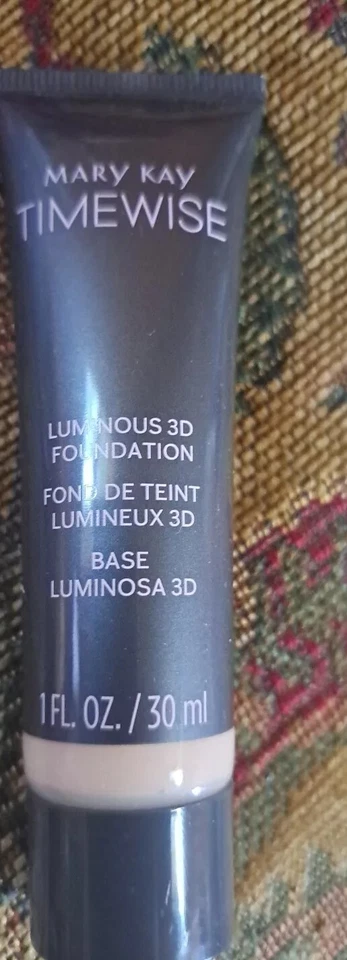 MARY KAY
TIMEWISE
LUMINOUS 3D
FOUNDATION
FOND DE TEINT
LUMINEUX 3D
BASE
LUMINOSA 3D
1 FL. OZ. / 30 ml